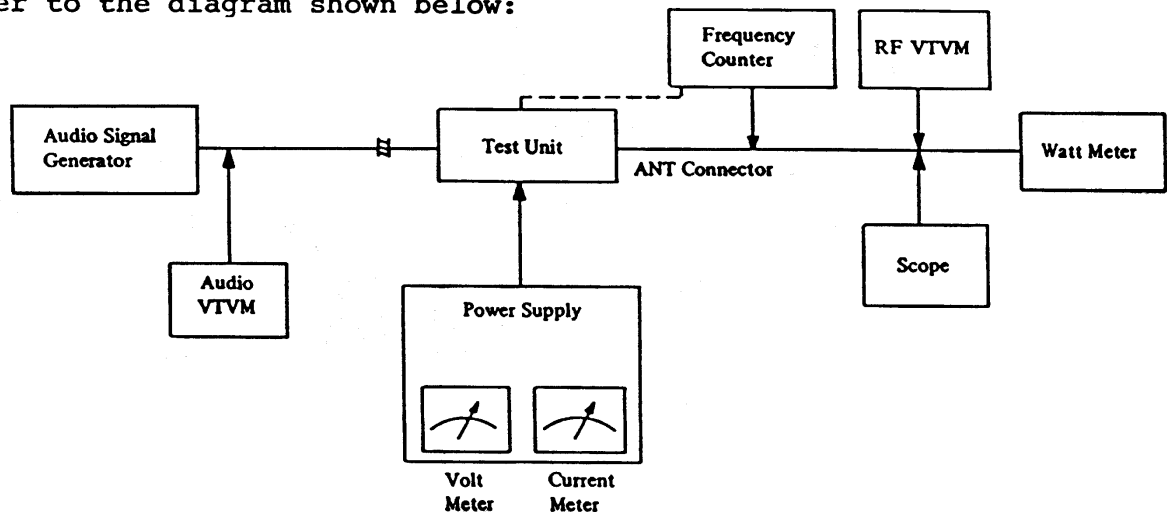 to the diagram shown below:
Frequency
Counter
RF VTVM
Audio Signal
Generator
Test Unit
Watt Meter
ANT Connector
Audio
VTVM
Scope
Power Supply
Volt
Meter
Current
Meter